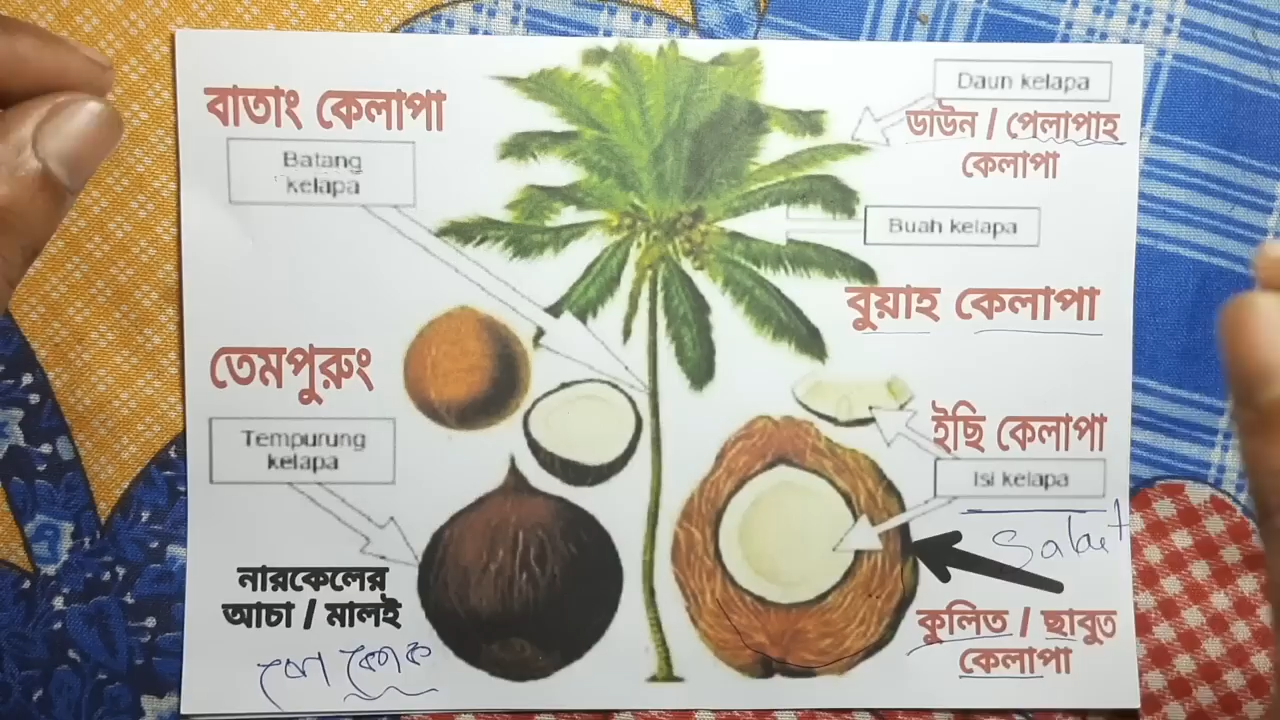 বাতাং কেলাপা
Batang
kelapa
Daun kelapa
ডাউন / পেলাপাহ
কেলাপা
Buah kelapa
বুয়াহ কেলাপা
তেমপুরুং
Tempurung
kelapa
ইছি কেলাপা
Isi kelapa
Sabut
নারকেলের
আচা / মালই
কুলিত / ছাবুত
কেলাপা